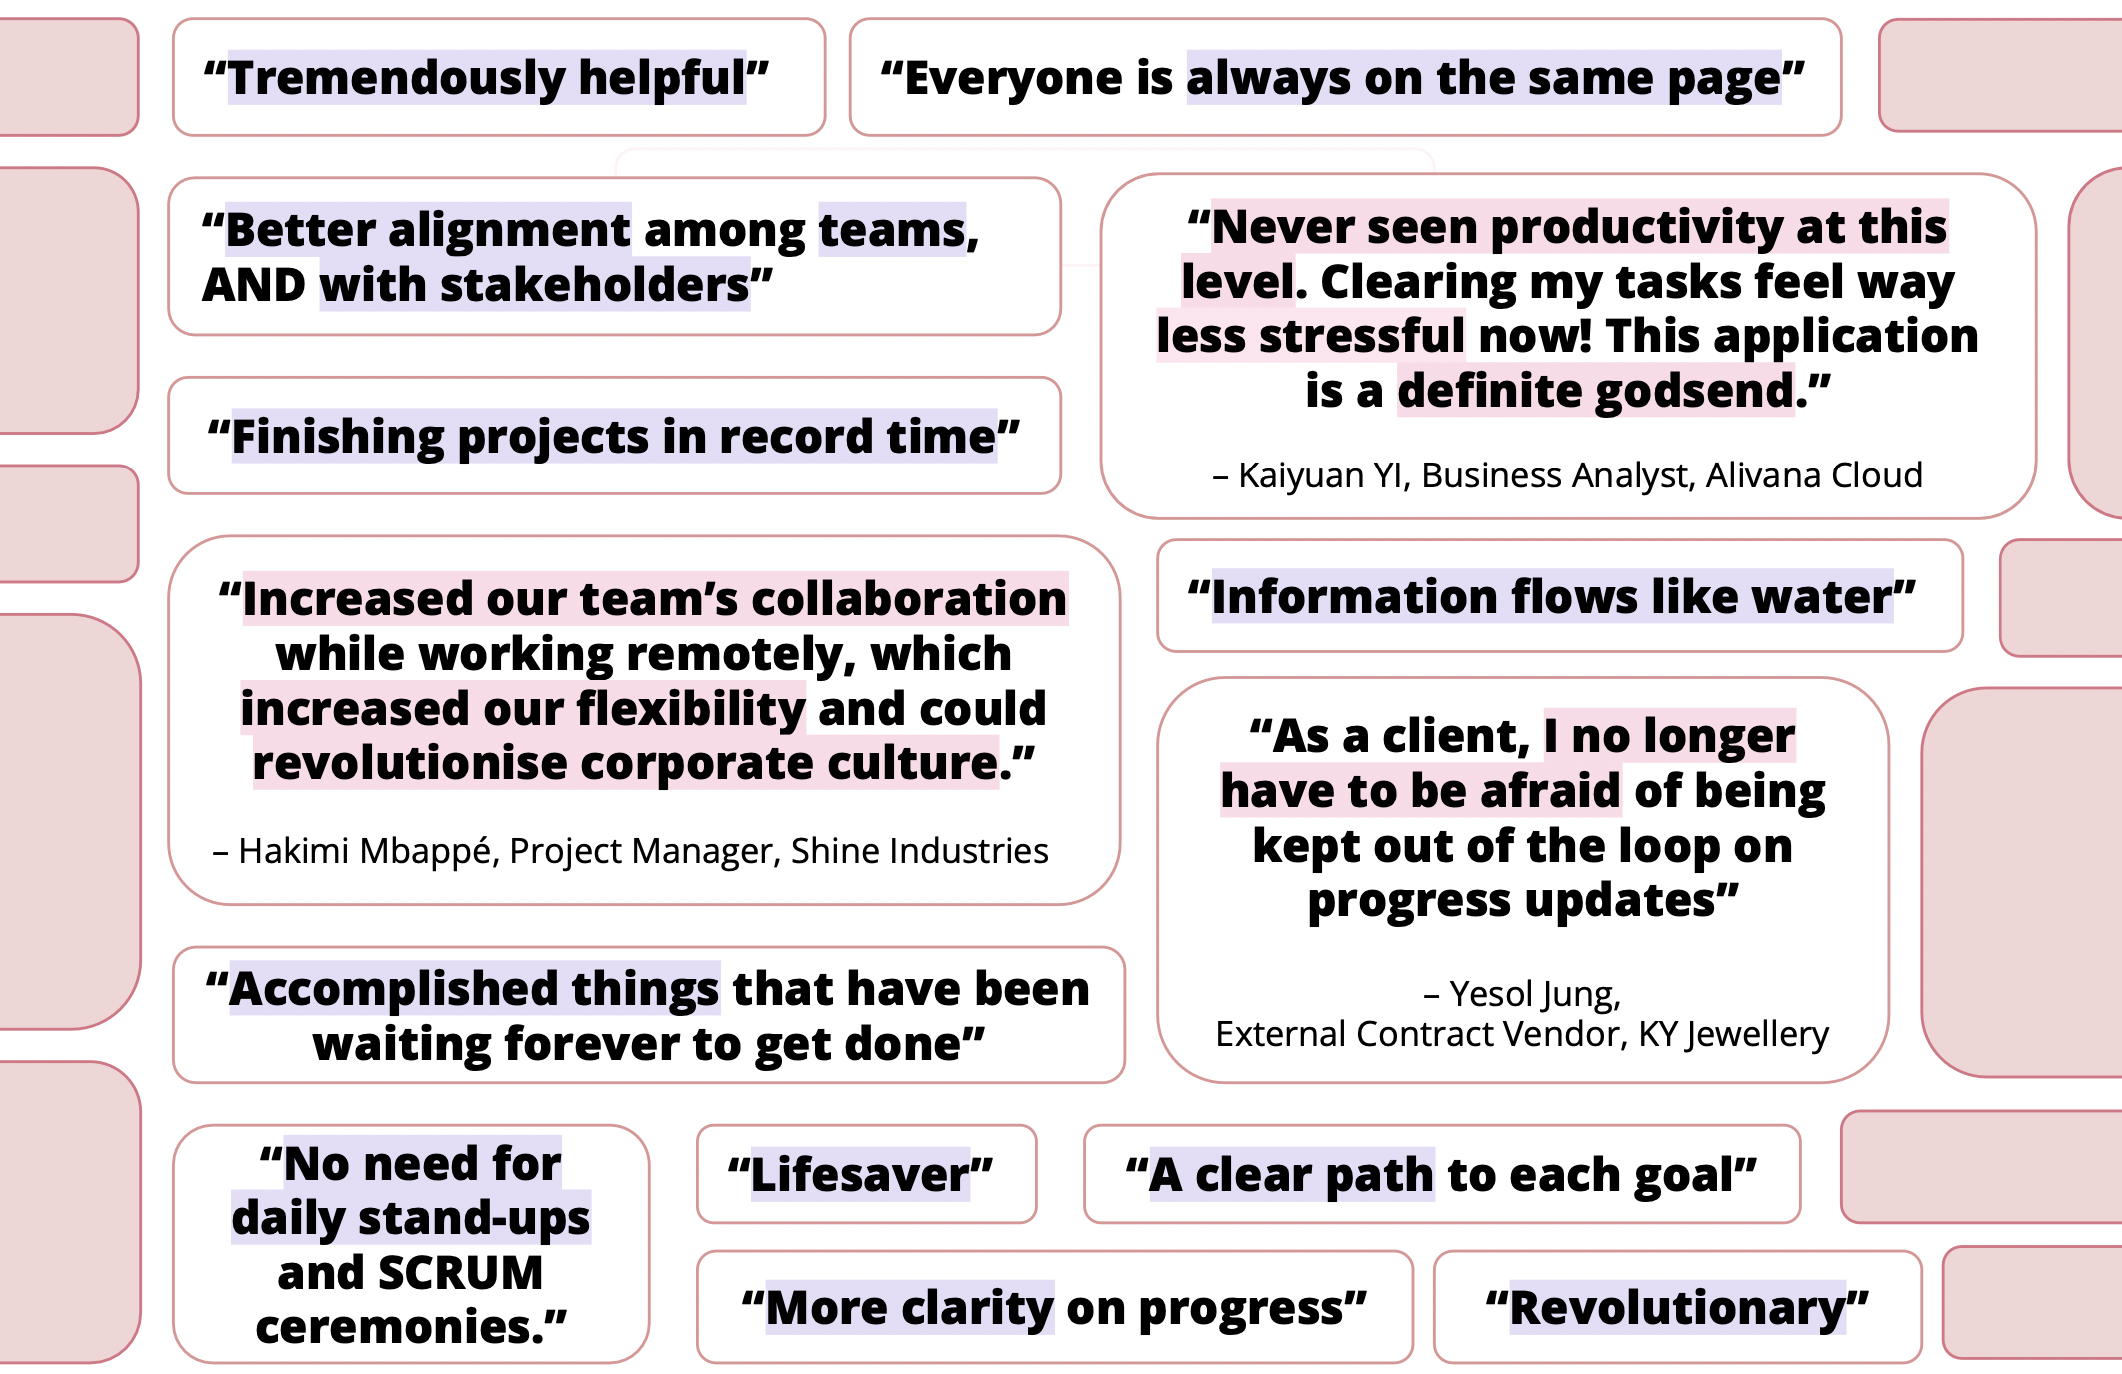 “Tremendously helpful”
“Everyone is always on the same page”
“Better alignment among teams,
AND with stakeholders”
“Never seen productivity at this
level. Clearing my tasks feel way
less stressful now! This application
is a definite godsend.”
– Kaiyuan YI, Business Analyst, Alivana Cloud
“Finishing projects in record time”
“Increased our team’s collaboration
while working remotely, which
increased our flexibility and could
revolutionise corporate culture.”
– Hakimi Mbappé, Project Manager, Shine Industries
“Information flows like water”
“As a client, I no longer
have to be afraid of being
kept out of the loop on
progress updates”
– Yesol Jung,
External Contract Vendor, KY Jewellery
“Accomplished things that have been
waiting forever to get done”
“No need for
daily stand-ups
and SCRUM
ceremonies.”
“Lifesaver”
“A clear path to each goal”
“More clarity on progress”
“Revolutionary”